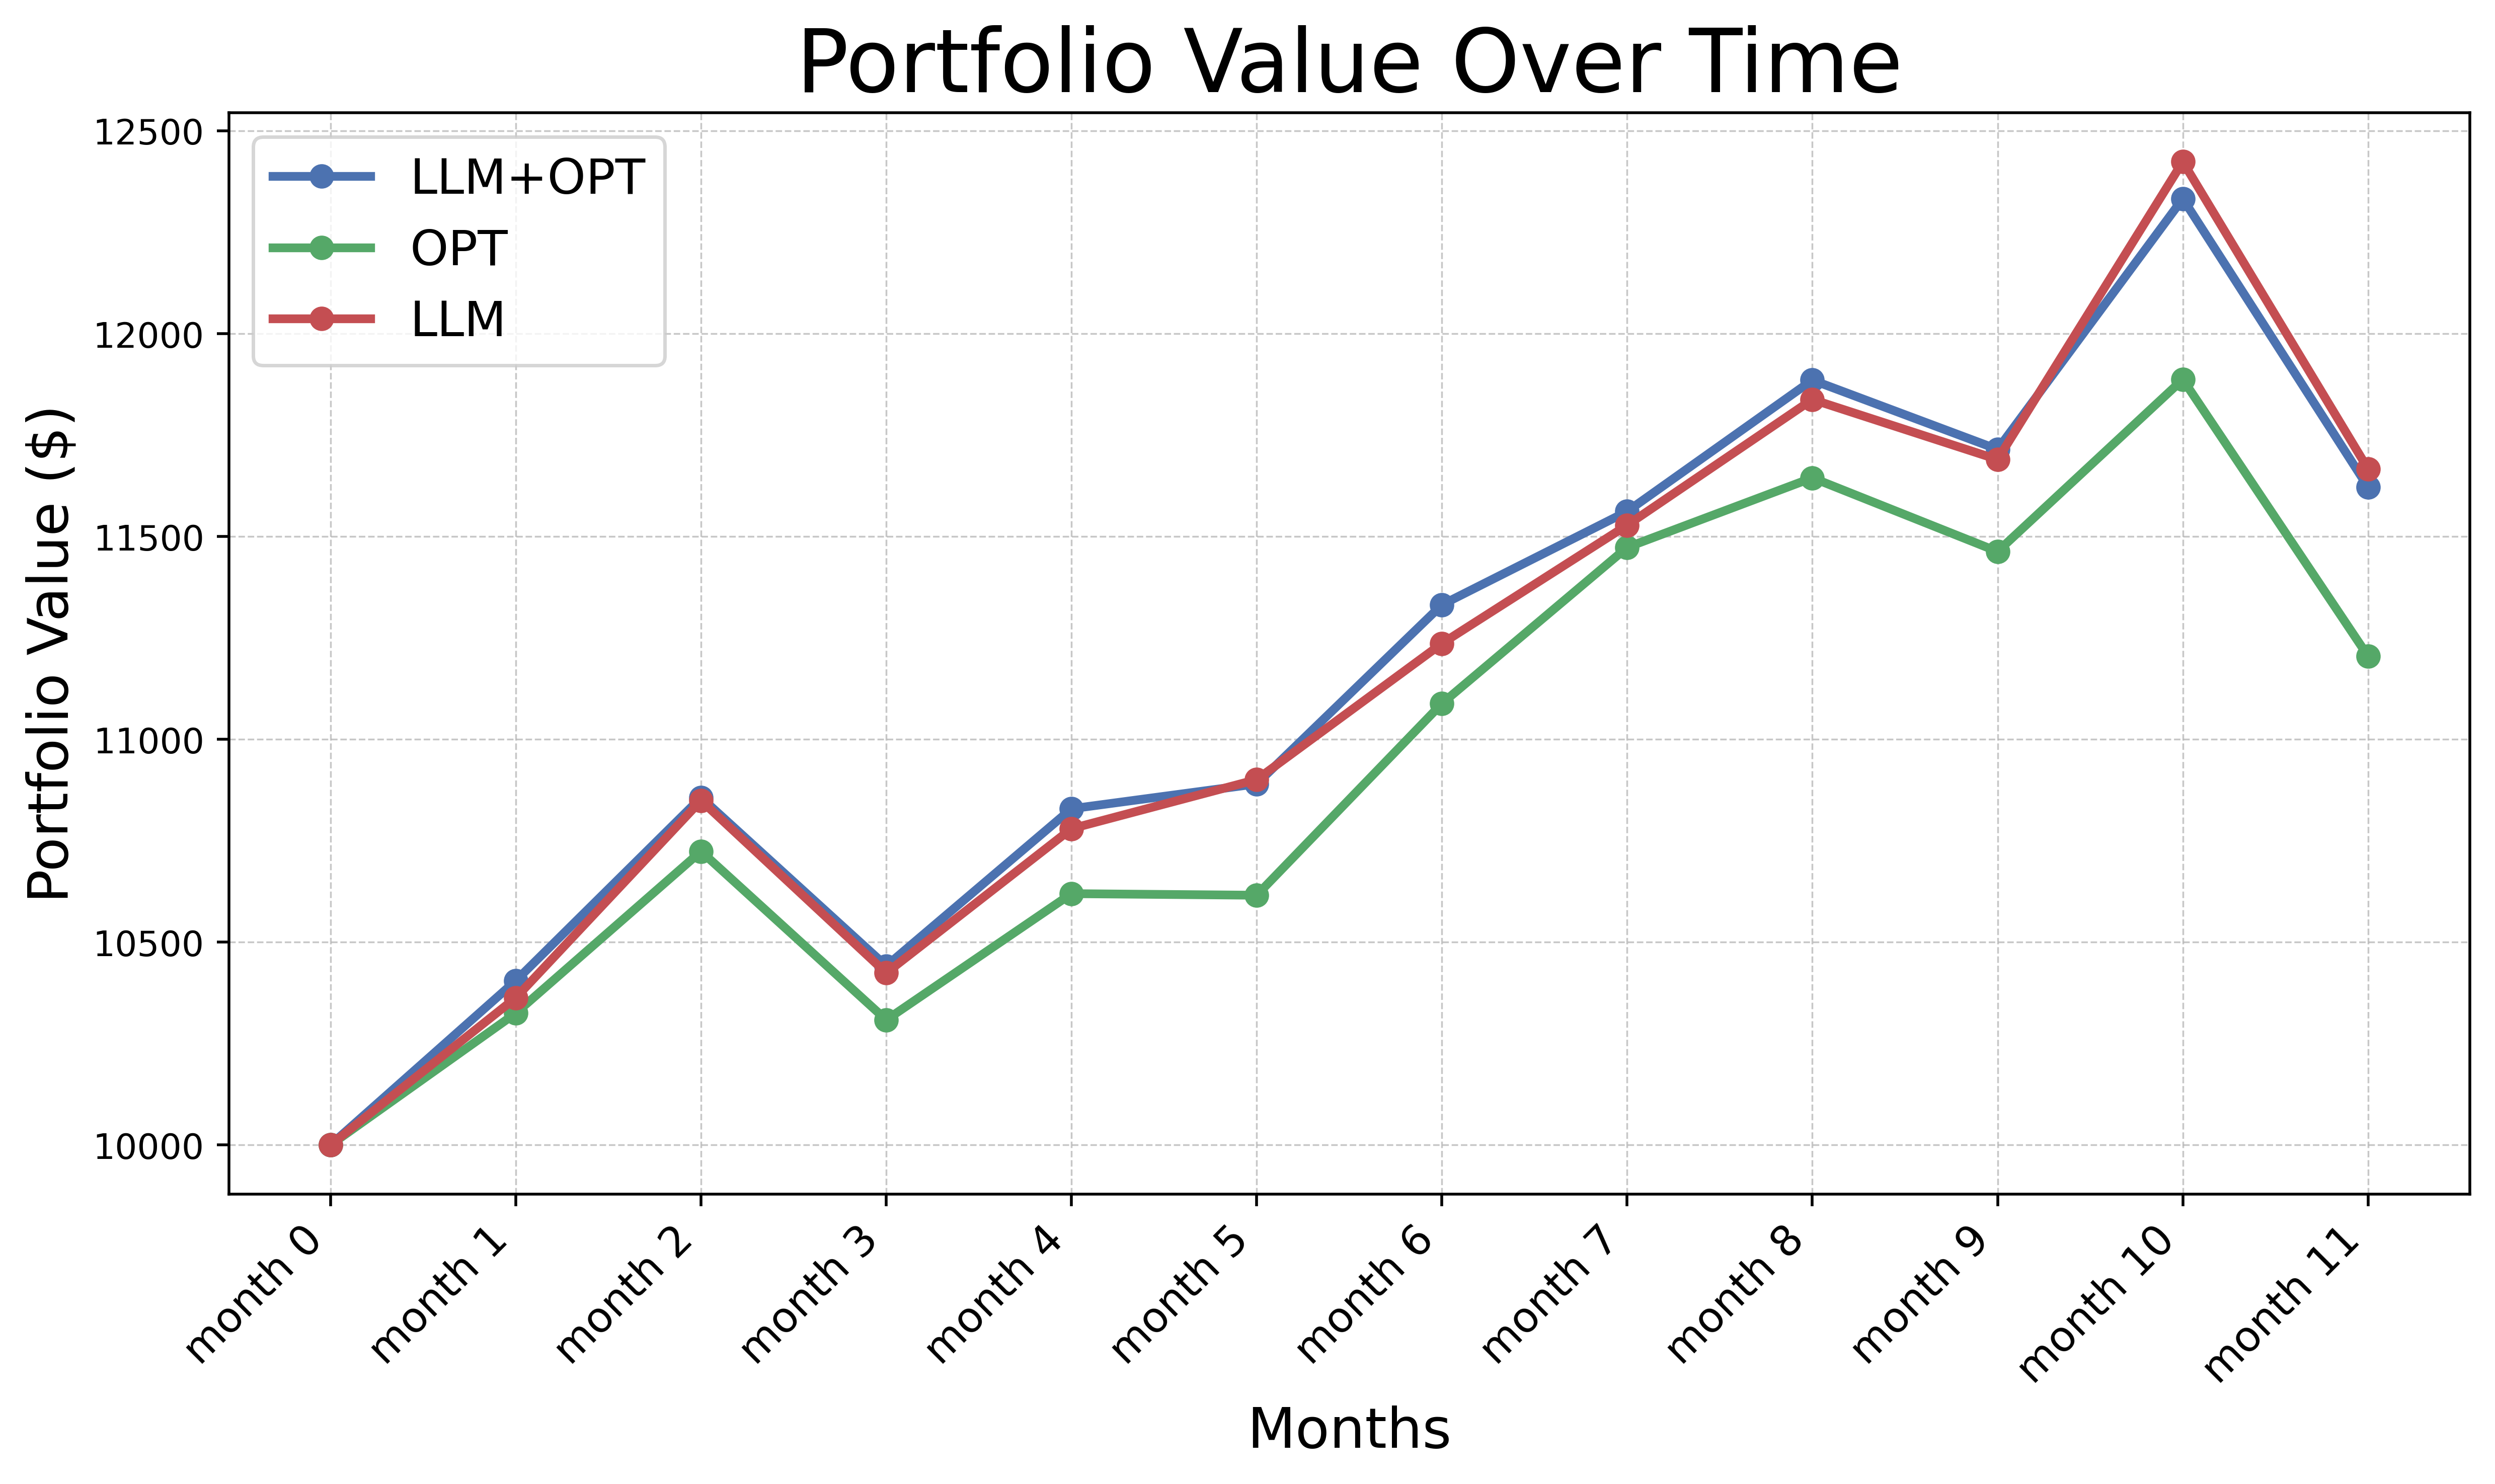 Portfolio Value Over Time
Portfolio Value ($)
12500
12000
11500
11000
10500
10000
LLM+OPT
OPT
LLM
month 0
month 1
month 2
month 3
month 4
month 5
month 6
month 7
month 8
month 9
month 10
month 11
Months